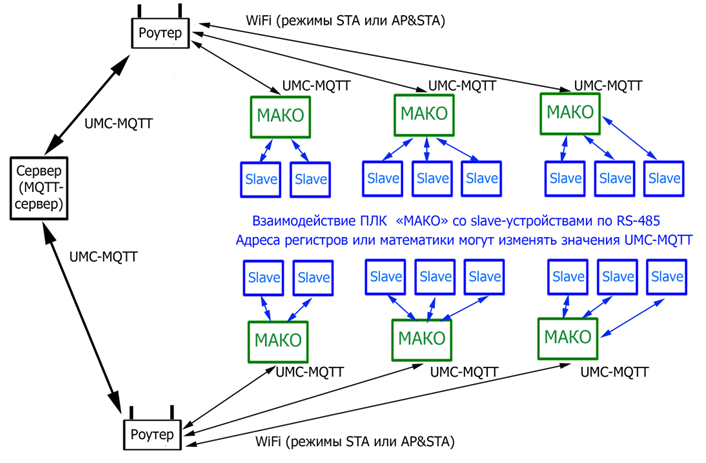 WiFi (режимы STA или AP&STA)
Роутер
UMC-MQTT
UMC-MQTT
UMC-MQTT
МАКО
МАКО
МАКО
UMC-MQTT
Сервер
(MQTT-
сервер)
Slave
Slave
Slave
Slave
Slave
Slave
Slave
Slave
Взаимодействие ПЛК «МАКО» со slave-устройствами по RS-485
Адреса регистров или математики могут изменять значения UMC-MQTT
UMC-MQTT
Slave
Slave
Slave
Slave
Slave
Slave
Slave
Slave
МАКО
МАКО
МАКО
UMC-MQTT
UMC-MQTT
UMC-MQTT
Роутер
WiFi (режимы STA или AP&STA)